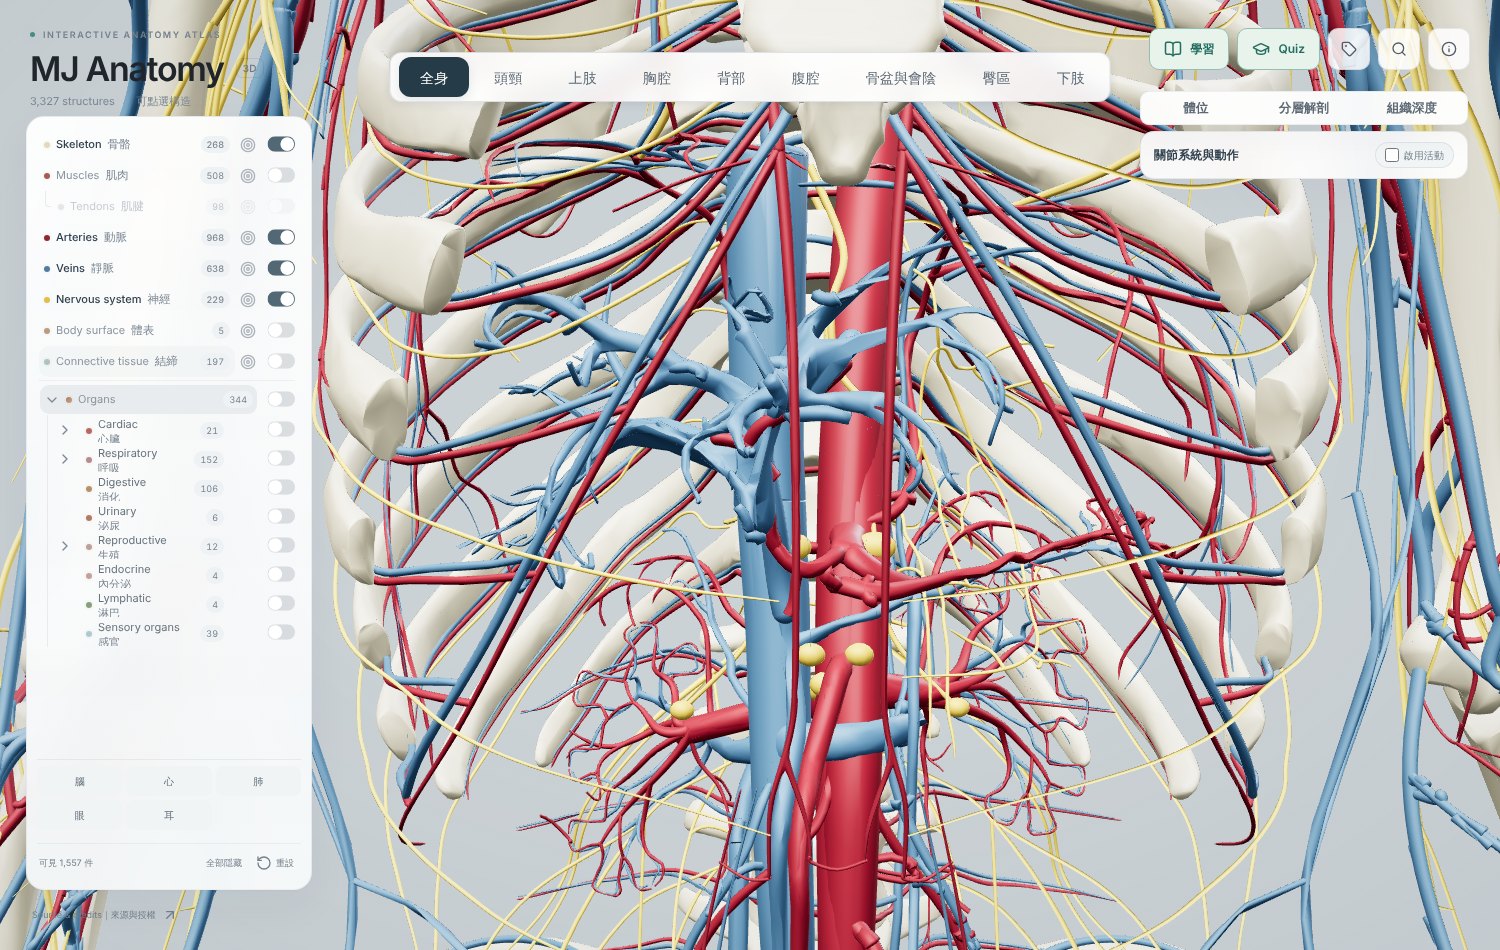 INTERACTIVE ANATOMY ATLAS
MJ Anatomy 3D
3,327 structures 可點選構造
Skeleton 骨骼 268
Muscles 肌肉 508
Tendons 肌腱 98
Arteries 動脈 968
Veins 靜脈 638
Nervous system 神經 229
Body surface 體表 5
Connective tissue 結締 197
Organs 344
Cardiac 21
心臟
Respiratory 152
呼吸
Digestive 106
消化
Urinary 6
泌尿
Reproductive 12
生殖
Endocrine 4
內分泌
Lymphatic 4
淋巴
Sensory organs 39
感官
腦 心 肺
眼 耳
可見 1,557 件 全部隱藏 重設
Source & credits | 來源與授權
全身 頭頸 上肢 胸腔 背部 腹腔 骨盆與會陰 臀區 下肢
學習 Quiz
體位 分層解剖 組織深度
關節系統與動作 啟用活動